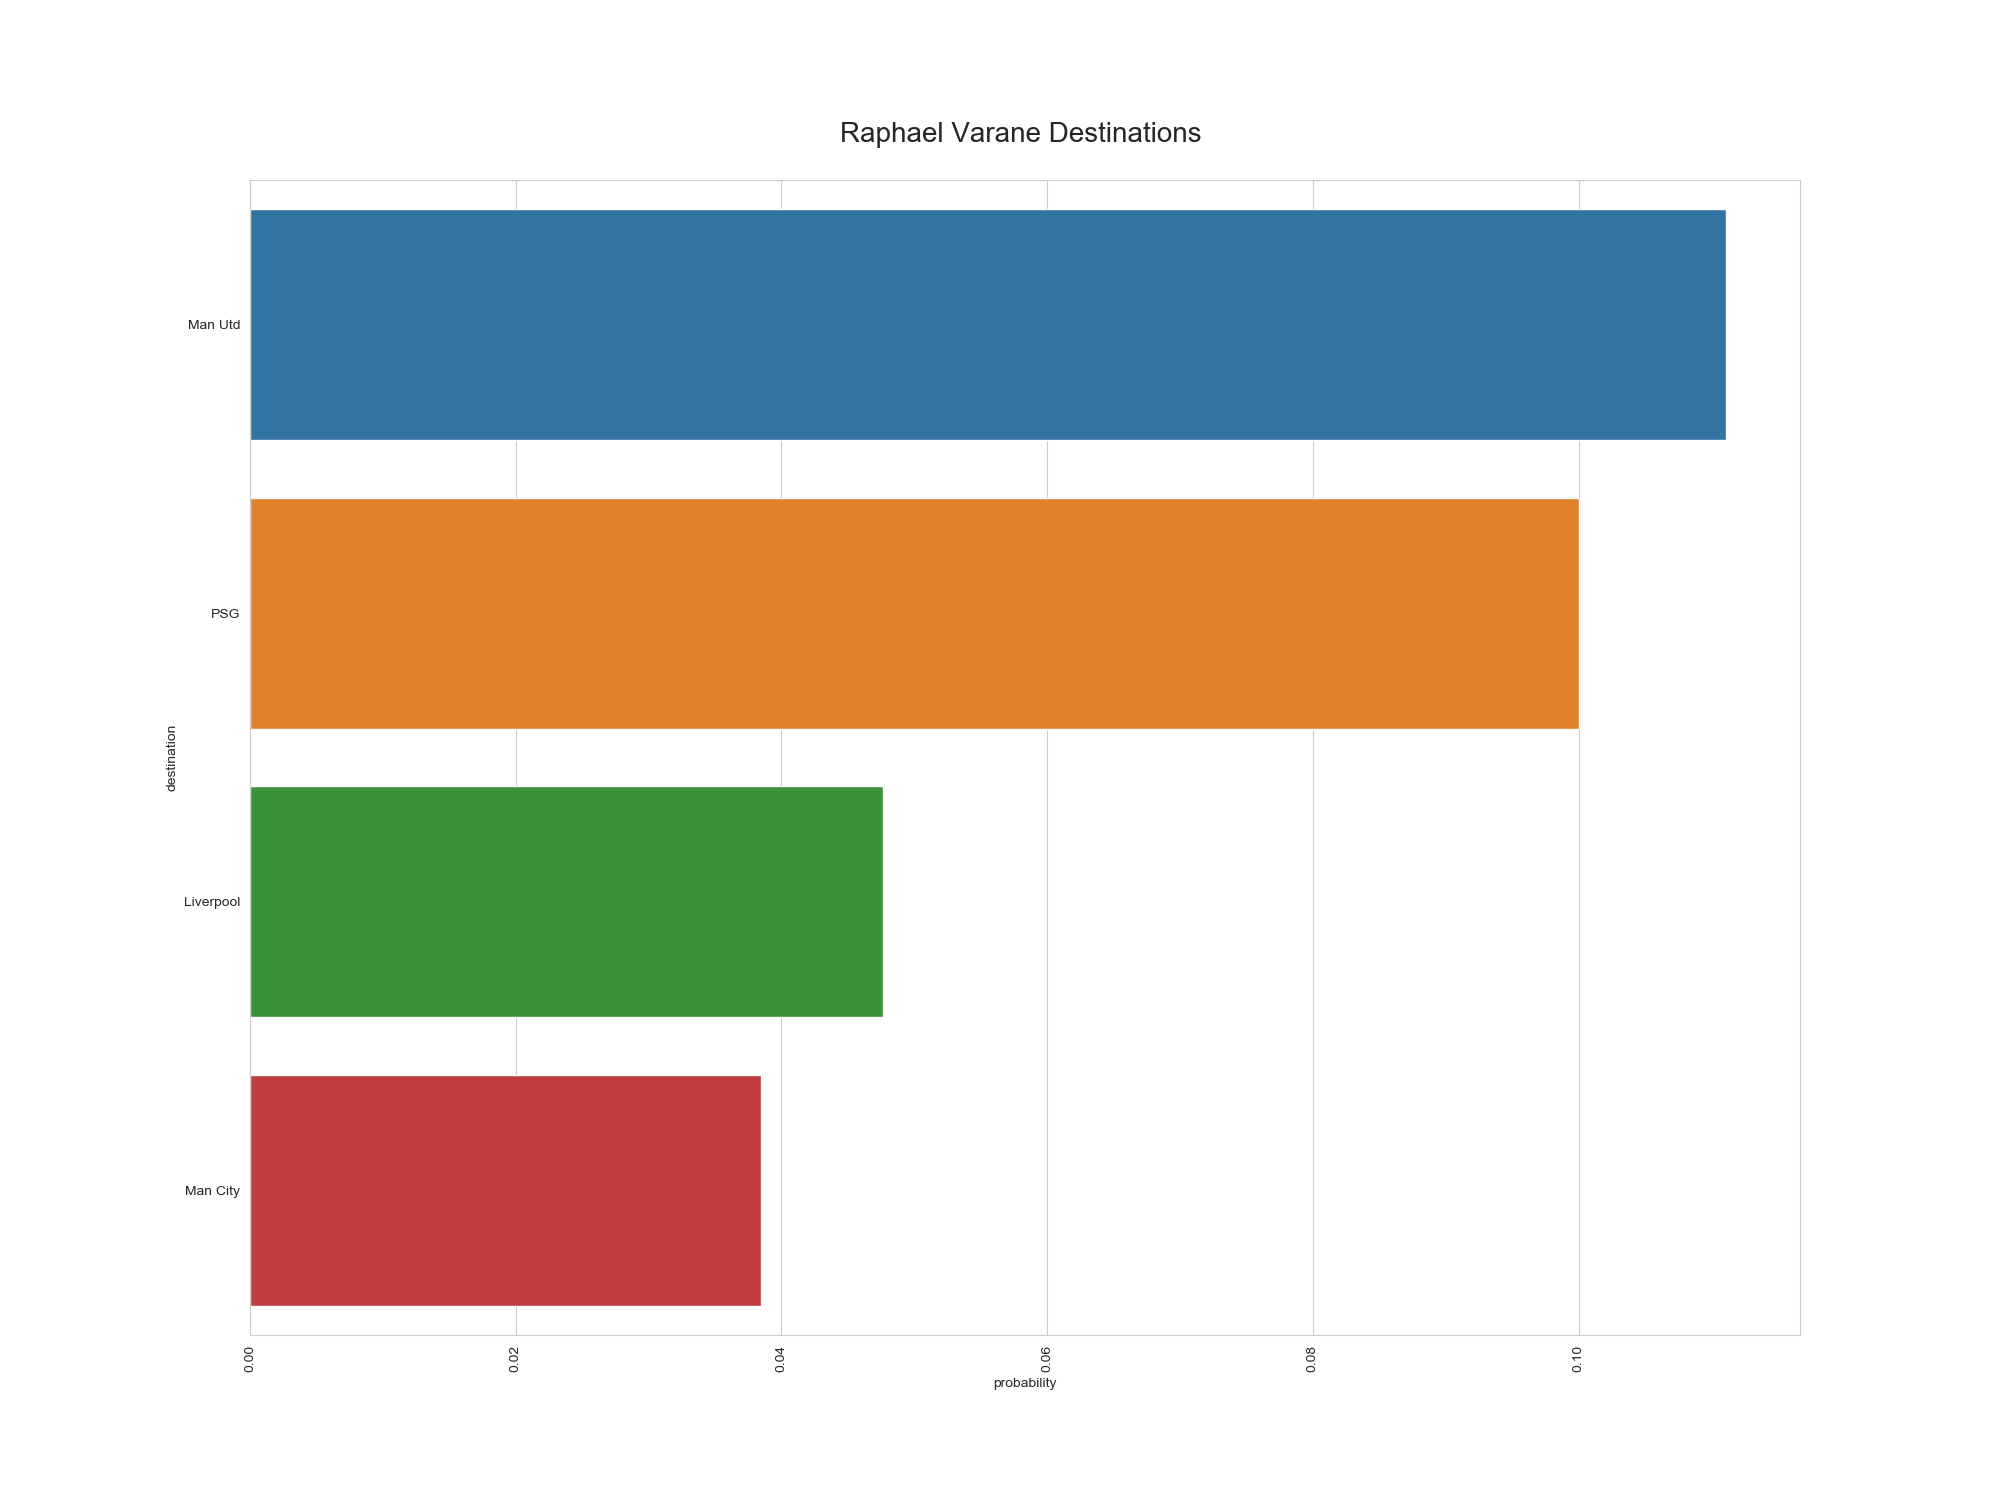 Raphael Varane Destinations
Man Utd
PSG
Liverpool
Man City
destination
0.00
0.02
0.04
0.06
0.08
0.10
probability